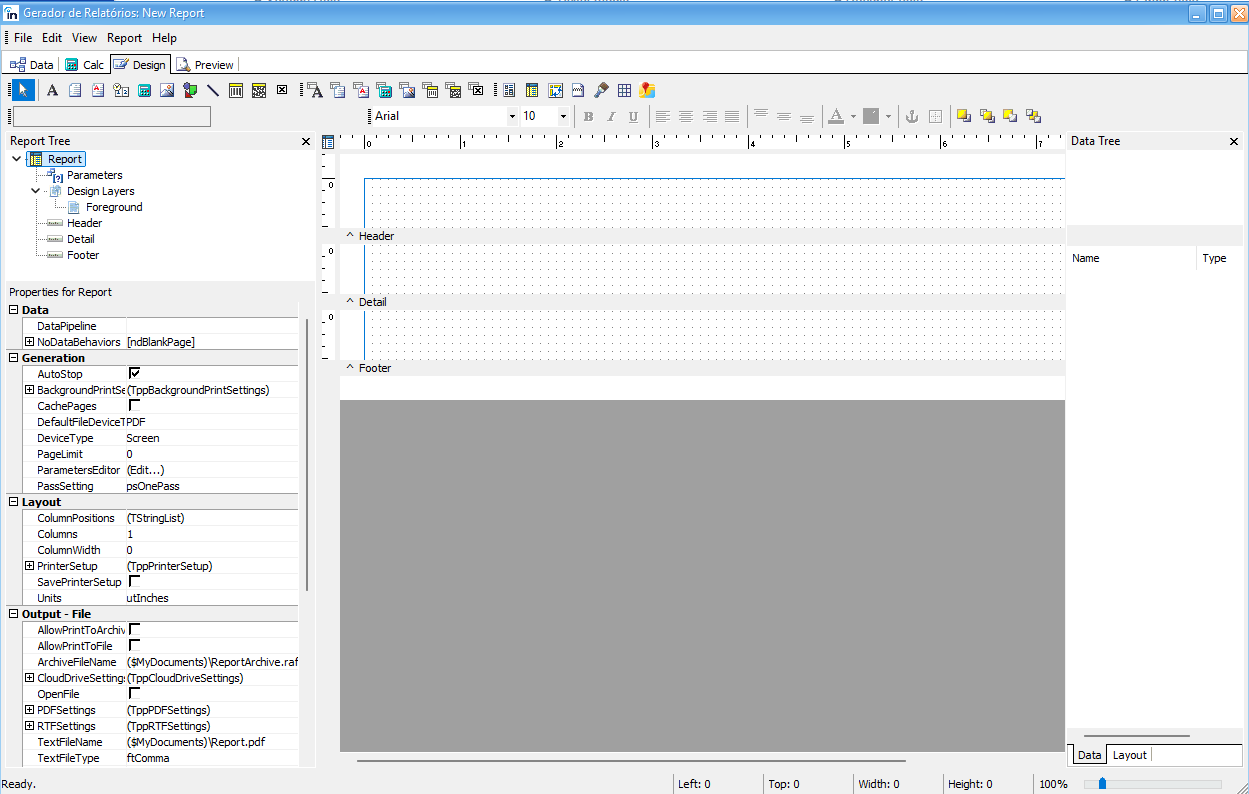 Gerador de Relatórios: New Report
File Edit View Report Help
Data Calc Design Preview
Arial 10 B I U A
Report Tree
Report
Parameters
Design Layers
Foreground
Header
Detail
Footer
Properties for Report
Data
DataPipeline
NoDataBehaviors [ndBlankPage]
Generation
AutoStop
BackgroundPrintSe (TppBackgroundPrintSettings)
CachePages
DefaultFileDeviceT PDF
DeviceType Screen
PageLimit 0
ParametersEditor (Edit...)
PassSetting psOnePass
Layout
ColumnPositions (TStringList)
Columns 1
ColumnWidth 0
PrinterSetup (TppPrinterSetup)
SavePrinterSetup
Units utInches
Output - File
AllowPrintToArchiv
AllowPrintToFile
ArchiveFileName ($MyDocuments)\ReportArchive.raf
CloudDriveSettings (TppCloudDriveSettings)
OpenFile
PDFSettings (TppPDFSettings)
RTFSettings (TppRTFSettings)
TextFileName ($MyDocuments)\Report.pdf
TextFileType ftComma
0 1 2 3 4 5 6 7
0
Header
0
Detail
0
Footer
Data Tree
Name Type
Data Layout
Ready. Left: 0 Top: 0 Width: 0 Height: 0 100%